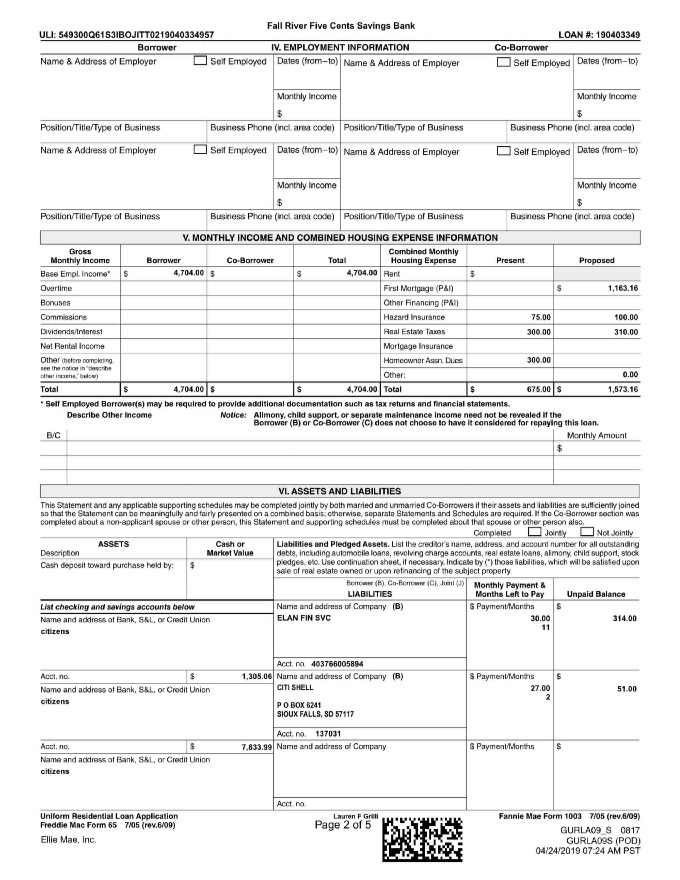 Fall River Five Cents Savings Bank
ULI: 549300Q61S3IBOJITT0219040334957 LOAN #: 190403349
Borrower IV. EMPLOYMENT INFORMATION Co-Borrower
Name & Address of Employer Self Employed Dates (from–to) Name & Address of Employer Self Employed Dates (from–to)
Monthly Income Monthly Income
$ $
Position/Title/Type of Business Business Phone (incl. area code) Position/Title/Type of Business Business Phone (incl. area code)
Name & Address of Employer Self Employed Dates (from–to) Name & Address of Employer Self Employed Dates (from–to)
Monthly Income Monthly Income
$ $
Position/Title/Type of Business Business Phone (incl. area code) Position/Title/Type of Business Business Phone (incl. area code)
V. MONTHLY INCOME AND COMBINED HOUSING EXPENSE INFORMATION
Gross Combined Monthly
Monthly Income Borrower Co-Borrower Total Housing Expense Present Proposed
Base Empl. Income* $ 4,704.00 $ $ 4,704.00 Rent $
Overtime First Mortgage (P&I) $ 1,163.16
Bonuses Other Financing (P&I)
Commissions Hazard Insurance 75.00 100.00
Dividends/Interest Real Estate Taxes 300.00 310.00
Net Rental Income Mortgage Insurance
Other (before completing, Homeowner Assn. Dues 300.00
see the notice in "describe
other income," below) Other: 0.00
Total $ 4,704.00 $ $ 4,704.00 Total $ 675.00 $ 1,573.16
* Self Employed Borrower(s) may be required to provide additional documentation such as tax returns and financial statements.
Describe Other Income Notice: Alimony, child support, or separate maintenance income need not be revealed if the
Borrower (B) or Co-Borrower (C) does not choose to have it considered for repaying this loan.
B/C Monthly Amount
$
VI. ASSETS AND LIABILITIES
This Statement and any applicable supporting schedules may be completed jointly by both married and unmarried Co-Borrowers if their assets and liabilities are sufficiently joined
so that the Statement can be meaningfully and fairly presented on a combined basis; otherwise, separate Statements and Schedules are required. If the Co-Borrower section was
completed about a non-applicant spouse or other person, this Statement and supporting schedules must be completed about that spouse or other person also.
Completed Jointly Not Jointly
ASSETS Cash or Liabilities and Pledged Assets. List the creditor's name, address, and account number for all outstanding
Description Market Value debts, including automobile loans, revolving charge accounts, real estate loans, alimony, child support, stock
Cash deposit toward purchase held by: $ pledges, etc. Use continuation sheet, if necessary. Indicate by (*) those liabilities, which will be satisfied upon
sale of real estate owned or upon refinancing of the subject property.
Borrower (B), Co-Borrower (C), Joint (J) Monthly Payment &
LIABILITIES Months Left to Pay Unpaid Balance
List checking and savings accounts below Name and address of Company (B) $ Payment/Months $
Name and address of Bank, S&L, or Credit Union ELAN FIN SVC 30.00 314.00
citizens 11
Acct. no. 403766005894
Acct. no. $ 1,305.06 Name and address of Company (B) $ Payment/Months $
Name and address of Bank, S&L, or Credit Union CITI SHELL 27.00 51.00
citizens 2
P O BOX 6241
SIOUX FALLS, SD 57117
Acct. no. 137031
Acct. no. $ 7,633.99 Name and address of Company $ Payment/Months $
Name and address of Bank, S&L, or Credit Union
citizens
Acct. no.
Uniform Residential Loan Application Lauren F Grilli Fannie Mae Form 1003 7/05 (rev.6/09)
Freddie Mac Form 65 7/05 (rev.6/09) Page 2 of 5
GURLA09_S 0817
Ellie Mae, Inc. GURLA09S (POD)
04/24/2019 07:24 AM PST